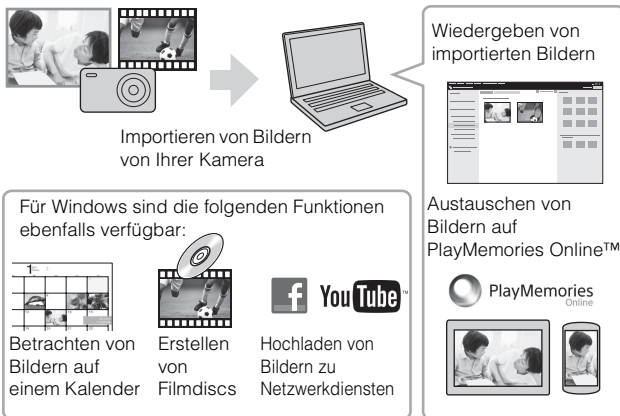 Importieren von Bildern
von Ihrer Kamera
Wiedergeben von
importierten Bildern
Austauschen von
Bildern auf
PlayMemories Online™
PlayMemories
Online
Für Windows sind die folgenden Funktionen
ebenfalls verfügbar:
1
f YouTube™
Betrachten von
Bildern auf
einem Kalender
Erstellen
von
Filmdiscs
Hochladen von
Bildern zu
Netzwerkdiensten